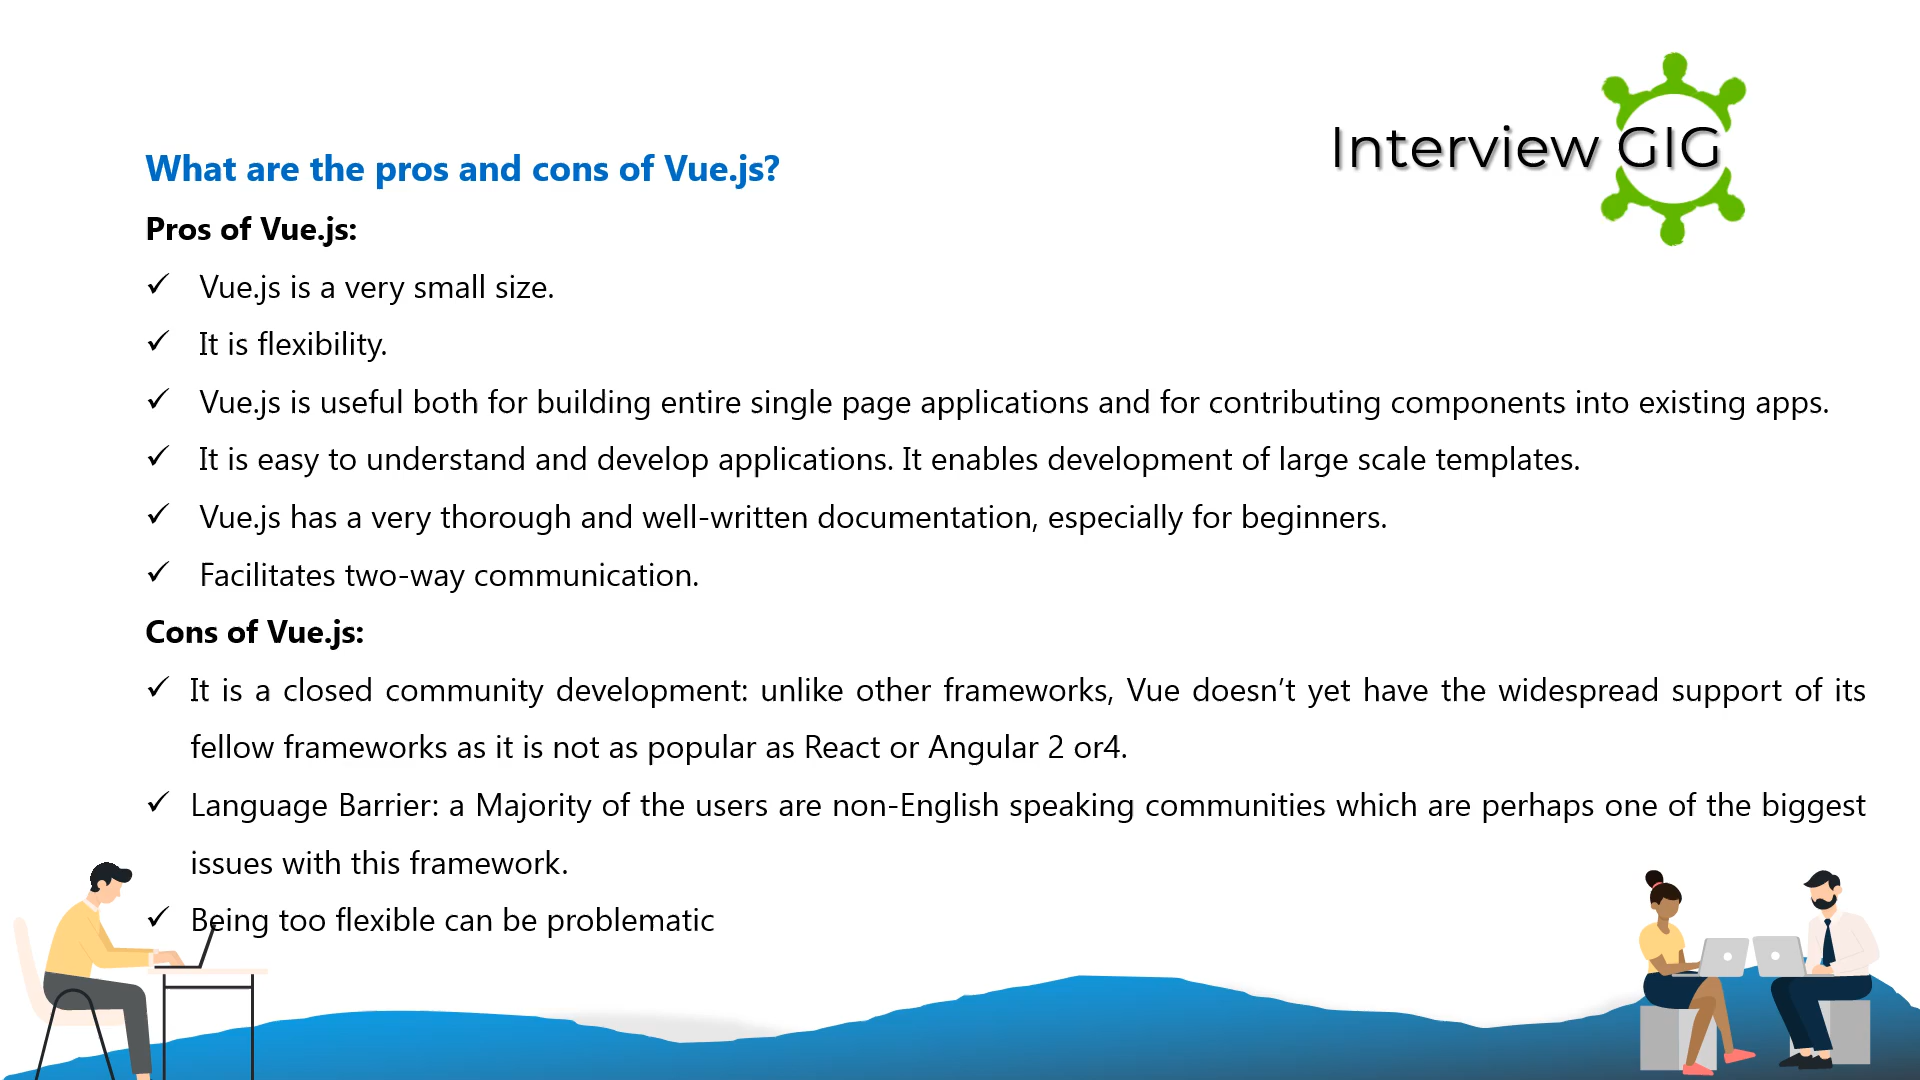 Interview GIG
What are the pros and cons of Vue.js?
Pros of Vue.js:
✓ Vue.js is a very small size.
✓ It is flexibility.
✓ Vue.js is useful both for building entire single page applications and for contributing components into existing apps.
✓ It is easy to understand and develop applications. It enables development of large scale templates.
✓ Vue.js has a very thorough and well-written documentation, especially for beginners.
✓ Facilitates two-way communication.
Cons of Vue.js:
✓ It is a closed community development: unlike other frameworks, Vue doesn’t yet have the widespread support of its
fellow frameworks as it is not as popular as React or Angular 2 or4.
✓ Language Barrier: a Majority of the users are non-English speaking communities which are perhaps one of the biggest
issues with this framework.
✓ Being too flexible can be problematic